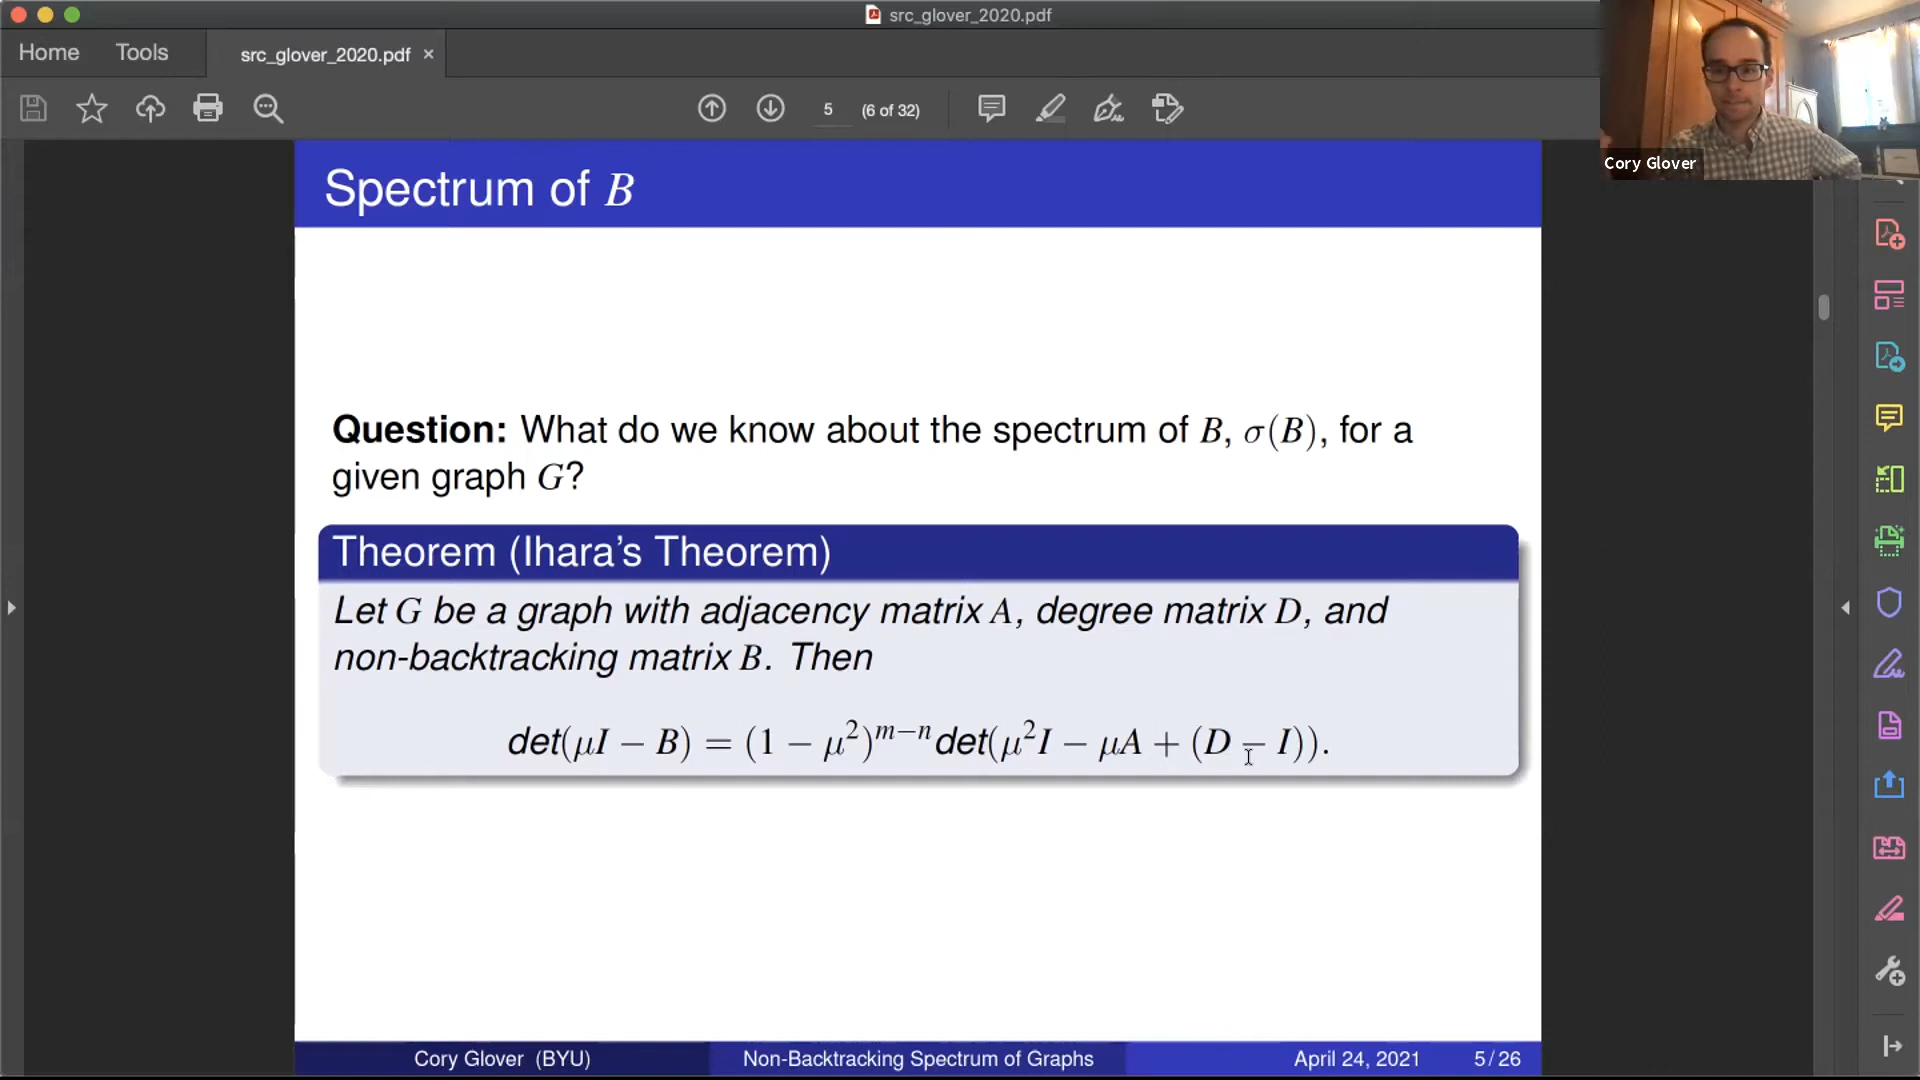 src_glover_2020.pdf
Home Tools src_glover_2020.pdf ×
5 (6 of 32)
Cory Glover
Spectrum of B
Question: What do we know about the spectrum of B, σ(B), for a
given graph G?
Theorem (Ihara's Theorem)
Let G be a graph with adjacency matrix A, degree matrix D, and
non-backtracking matrix B. Then
det(μI − B) = (1 − μ²)ᵐ⁻ⁿdet(μ²I − μA + (D − I)).
Cory Glover (BYU) Non-Backtracking Spectrum of Graphs April 24, 2021 5 / 26